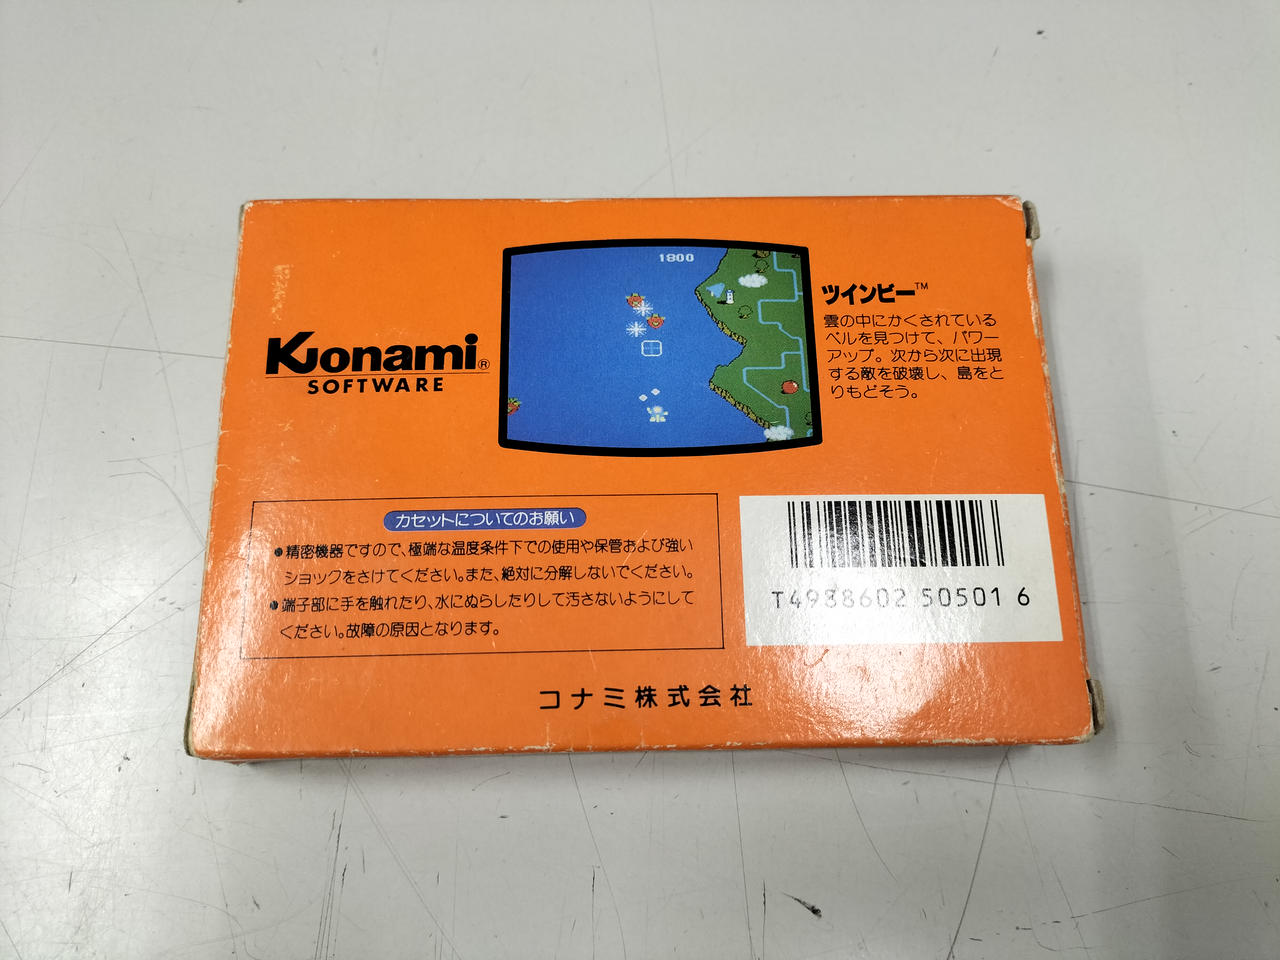 Konami®
SOFTWARE
1800
ツインビー™
雲の中にかくされている
ベルを見つけて、パワー
アップ。次から次に出現
する敵を破壊し、島をと
りもどそう。
カセットについてのお願い
●精密機器ですので、極端な温度条件下での使用や保管および強い
ショックをさけてください。また、絶対に分解しないでください。
●端子部に手を触れたり、水にぬらしたりして汚さないようにして
ください。故障の原因となります。
T4988602 50501 6
コナミ株式会社